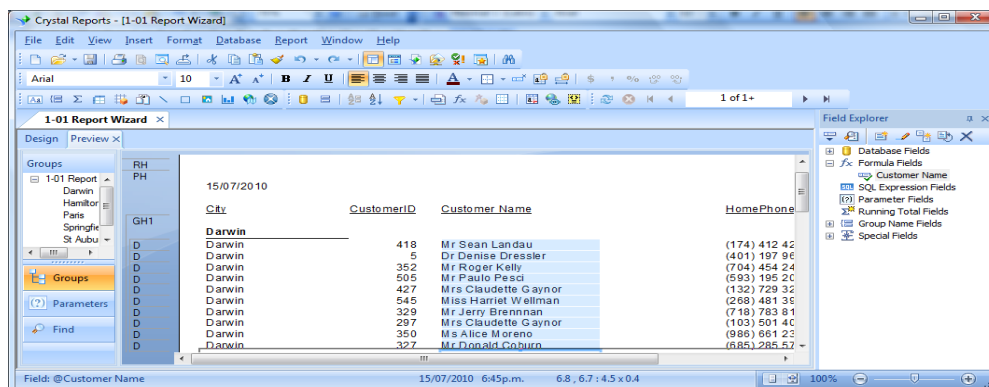 Crystal Reports - [1-01 Report Wizard]
File Edit View Insert Format Database Report Window Help
Arial 10 B I U A $ %
1 of 1+
1-01 Report Wizard ×
Design Preview ×
Groups
1-01 Report
Darwin
Hamilton
Paris
Springfie
St Aubu
Groups
Parameters
Find
RH
PH
GH1
D
D
D
D
D
D
D
D
D
D
15/07/2010
City CustomerID Customer Name HomePhone
Darwin
Darwin 418 Mr Sean Landau (174) 412 42
Darwin 5 Dr Denise Dressler (401) 197 96
Darwin 352 Mr Roger Kelly (704) 454 24
Darwin 505 Mr Paulo Pesci (593) 195 20
Darwin 427 Mrs Claudette Gaynor (132) 729 32
Darwin 545 Miss Harriet Wellman (268) 481 39
Darwin 329 Mr Jerry Brennnan (718) 783 81
Darwin 297 Mrs Claudette Gaynor (103) 501 40
Darwin 350 Ms Alice Moreno (986) 661 23
Darwin 327 Mr Donald Coburn (685) 285 57
Field Explorer
Database Fields
Formula Fields
Customer Name
SQL Expression Fields
Parameter Fields
Running Total Fields
Group Name Fields
Special Fields
Field: @Customer Name 15/07/2010 6:45p.m. 6.8 , 6.7 : 4.5 x 0.4 100%